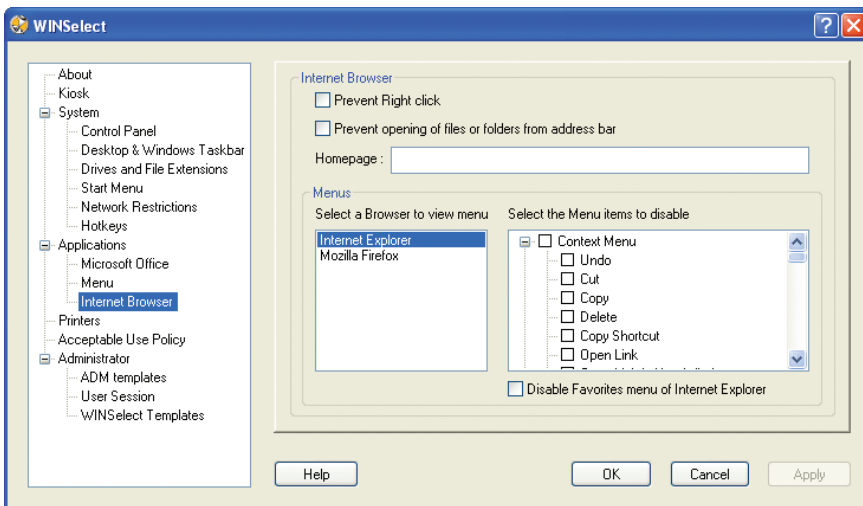 WINSelect
About
Kiosk
System
Control Panel
Desktop & Windows Taskbar
Drives and File Extensions
Start Menu
Network Restrictions
Hotkeys
Applications
Microsoft Office
Menu
Internet Browser
Printers
Acceptable Use Policy
Administrator
ADM templates
User Session
WINSelect Templates
Internet Browser
Prevent Right click
Prevent opening of files or folders from address bar
Homepage :
Menus
Select a Browser to view menu
Internet Explorer
Mozilla Firefox
Select the Menu items to disable
Context Menu
Undo
Cut
Copy
Delete
Copy Shortcut
Open Link
Disable Favorites menu of Internet Explorer
Help
OK
Cancel
Apply